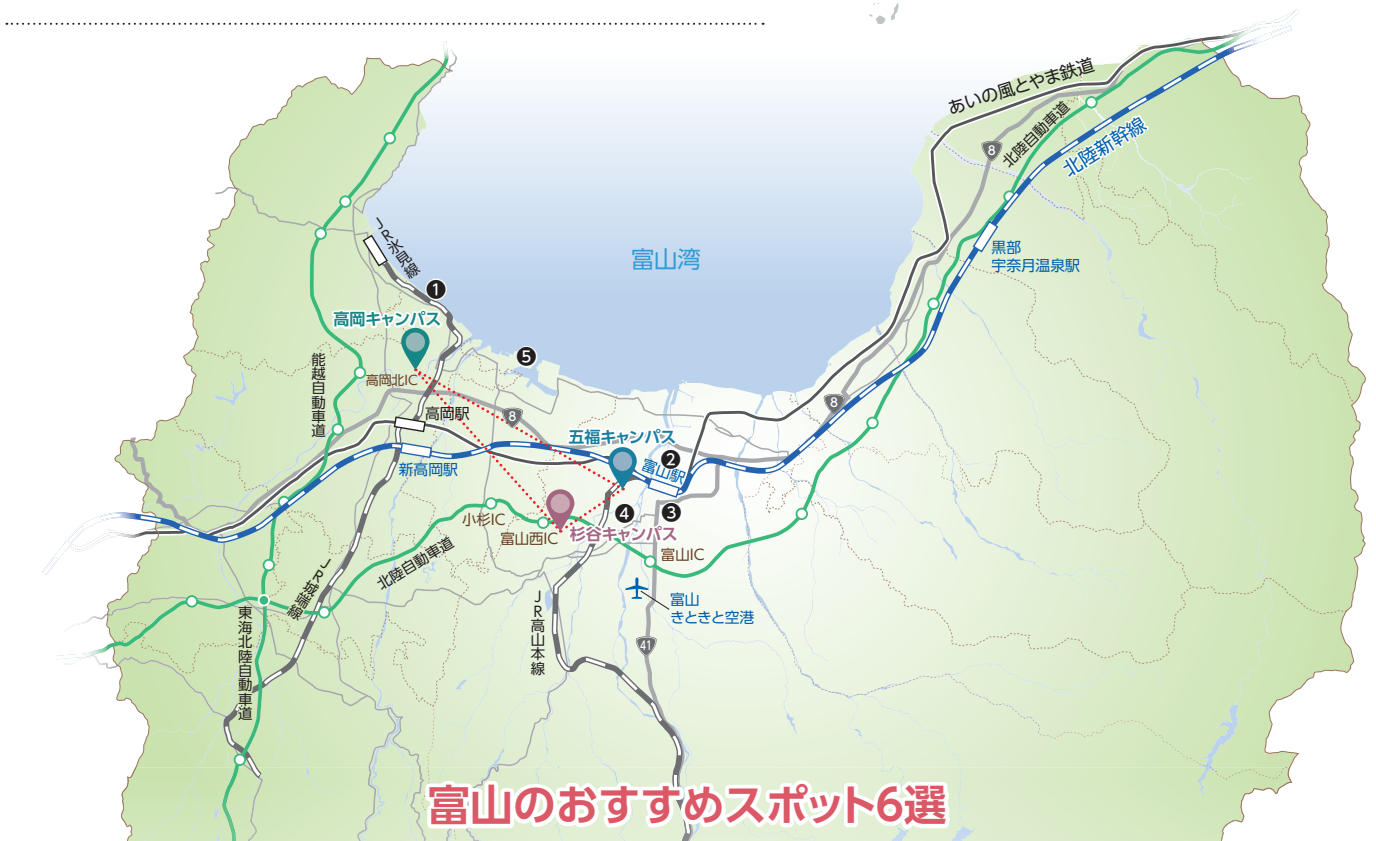 あいの風とやま鉄道
8
北陸自動車道
北陸新幹線
JR氷見線
富山湾
黒部
宇奈月温泉駅
❶
高岡キャンパス
❺
能越自動車道
高岡北IC
高岡駅
8
8
五福キャンパス
❷
富山駅
新高岡駅
小杉IC
❹
❸
富山西IC
杉谷キャンパス
富山IC
北陸自動車道
JR城端線
富山
きときと空港
JR高山本線
東海北陸自動車道
41
富山のおすすめスポット6選